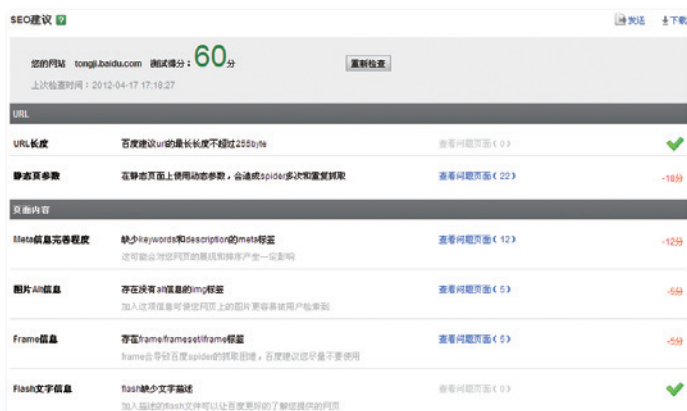 SEO建议 ?
发送 下载
您的网站 tongji.baidu.com 测试得分：60分 重新检查
上次检查时间：2012-04-17 17:18:27
URL
URL长度 百度建议url的最长长度不超过255byte 查看问题页面( 0 )
静态页参数 在静态页面上使用动态参数，会造成spider多次和重复抓取 查看问题页面( 22 ) -18分
页面内容
Meta信息完善程度 缺少keywords和description的meta标签 查看问题页面( 12 ) -12分
这可能会对您网页的展现和排序产生一定影响
图片Alt信息 存在没有alt信息的img标签 查看问题页面( 5 ) -5分
加入这项信息可使您网页上的图片更容易被用户检索到
Frame信息 存在frame/frameset/iframe标签 查看问题页面( 5 ) -5分
frame会导致百度spider的抓取困难，百度建议您尽量不要使用
Flash文字信息 flash缺少文字描述 查看问题页面( 0 )
加入描述的flash文件可以让百度更好的了解您提供的网页